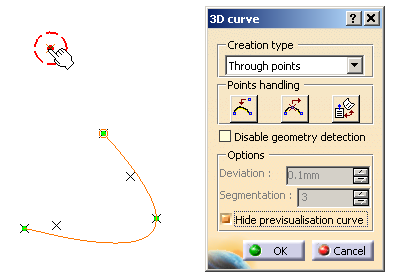 3D curve
Creation type
Through points
Points handling
Disable geometry detection
Options
Deviation : 0.1mm
Segmentation : 3
Hide previsualisation curve
OK Cancel